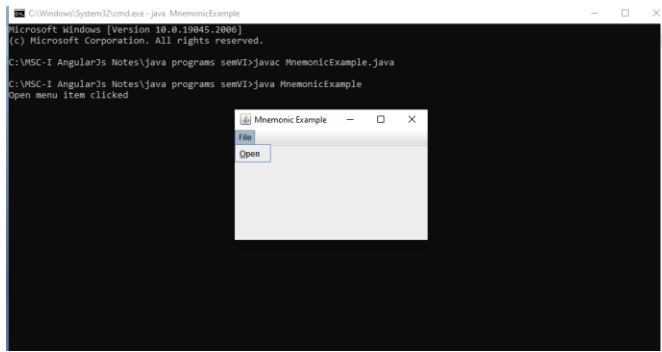 C:\Windows\System32\cmd.exe - java MnemonicExample
Microsoft Windows [Version 10.0.19045.2006]
(c) Microsoft Corporation. All rights reserved.
C:\MSC-I AngularJs Notes\java programs semVI>javac MnemonicExample.java
C:\MSC-I AngularJs Notes\java programs semVI>java MnemonicExample
Open menu item clicked
Mnemonic Example
File
Open